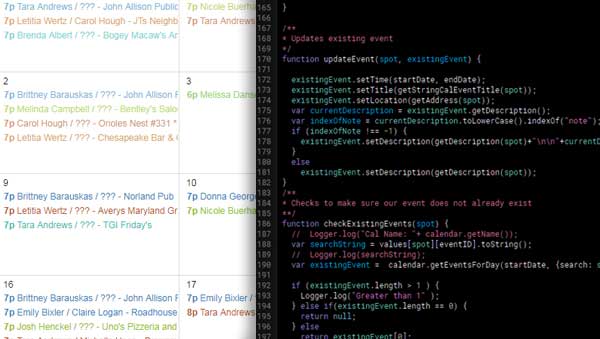 7p Tara Andrews / ??? - John Allison Public
7p Letitia Wertz / Carol Hough - JTs Neighb
7p Brenda Albert / ??? - Bogey Macaw's Ar
7p Nicole Buerha
7p Tara Andrews
2
7p Brittney Barauskas / ??? - John Allison F
7p Melinda Campbell / ??? - Bentley's Salo
7p Carol Hough / ??? - Orioles Nest #331 *
7p Letitia Wertz / ??? - Chesapeake Bar & G
3
6p Melissa Dans
9
7p Brittney Barauskas / ??? - Norland Pub
7p Letitia Wertz / ??? - Averys Maryland Gr
7p Tara Andrews / ??? - TGI Friday's
10
7p Donna George
7p Nicole Buerha
16
7p Brittney Barauskas / ??? - John Allison F
7p Emily Bixler / Claire Logan - Roadhouse
7p Josh Henckel / ??? - Uno's Pizzeria and
17
7p Emily Bixler /
8p Tara Andrews
165 }
166
167 /**
168 * Updates existing event
169 */
170 function updateEvent(spot, existingEvent) {
171
172 existingEvent.setTime(startDate, endDate);
173 existingEvent.setTitle(getStringCalEventTitle(spot));
174 existingEvent.setLocation(getAddress(spot));
175 var currentDescription = existingEvent.getDescription();
176 var indexOfNote = currentDescription.toLowerCase().indexOf("note");
177 if (indexOfNote !== -1) {
178 existingEvent.setDescription(getDescription(spot)+"\n\n"+currentD
179 }
180 else
181 existingEvent.setDescription(getDescription(spot));
182 }
183 /**
184 * Checks to make sure our event does not already exist
185 **/
186 function checkExistingEvents(spot) {
187 // Logger.log("Cal Name: "+ calendar.getName());
188 var searchString = values[spot][eventID].toString();
189 // Logger.log(searchString);
190 var existingEvent = calendar.getEventsForDay(startDate, {search: s
191
192 if (existingEvent.length > 1 ) {
193 Logger.log("Greater than 1" );
194 } else if(existingEvent.length == 0) {
195 return null;
196 } else
197 return existingEvent[0];